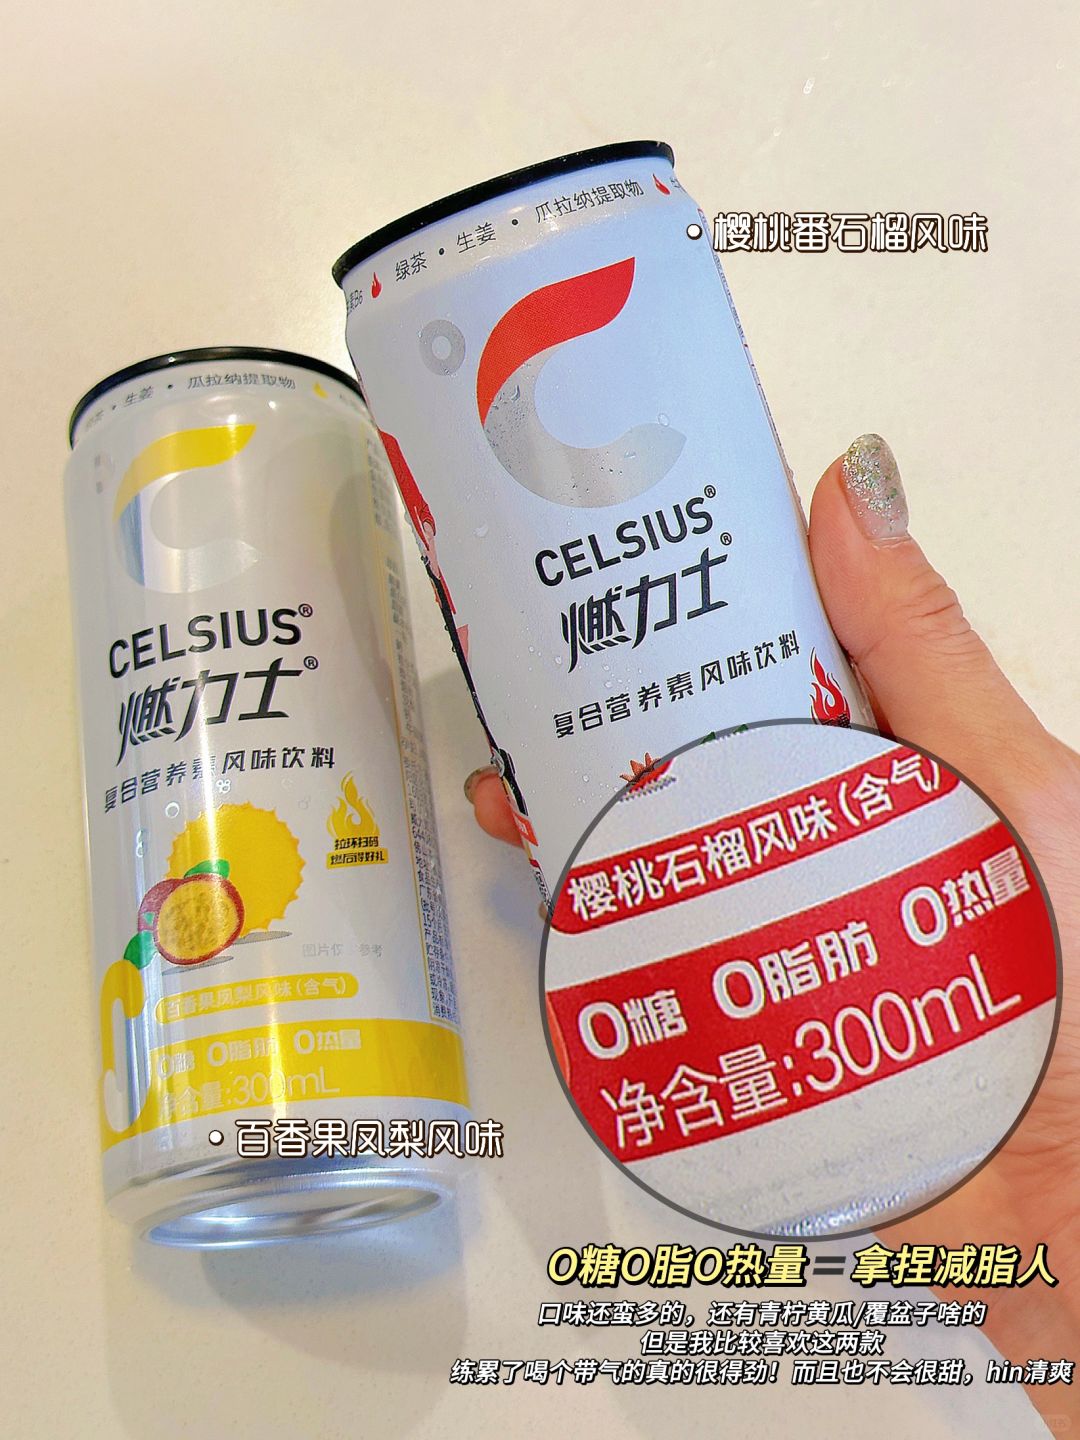 绿茶 • 生姜 • 瓜拉纳提取物
• 樱桃番石榴风味
CELSIUS®
燃力士®
复合营养素风味饮料
生姜 • 瓜拉纳提取物
CELSIUS®
燃力士®
复合营养素风味饮料
拉环扫码
燃后得好礼
百香果凤梨风味(含气)
0糖 0脂肪 0热量
净含量:300mL
• 百香果凤梨风味
樱桃石榴风味(含气)
0糖 0脂肪 0热量
净含量:300mL
0糖0脂0热量=拿捏减脂人
口味还蛮多的，还有青柠黄瓜/覆盆子啥的
但是我比较喜欢这两款
练累了喝个带气的真的很得劲！而且也不会很甜，hin清爽